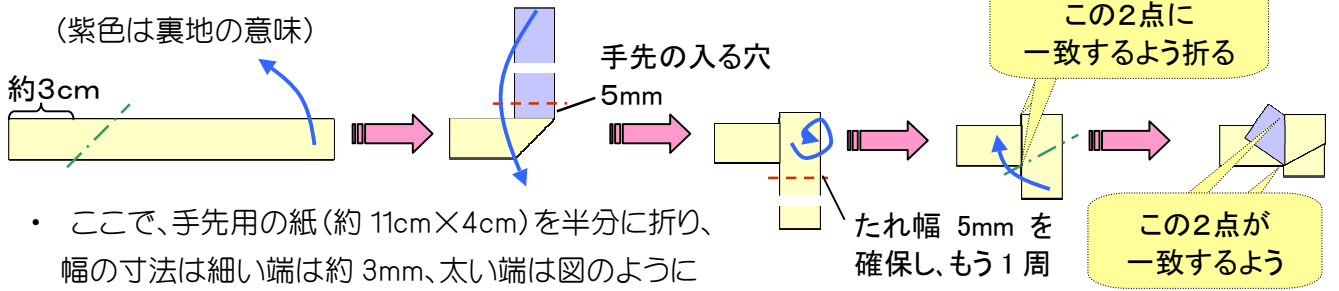 この2点に
一致するよう折る
(紫色は裏地の意味)
手先の入る穴
5mm
約3cm
たれ幅 5mm を
確保し、もう1周
この2点が
一致するよう
・ ここで、手先用の紙(約 11cm×4cm)を半分に折り、
幅の寸法は細い端は約 3mm、太い端は図のように